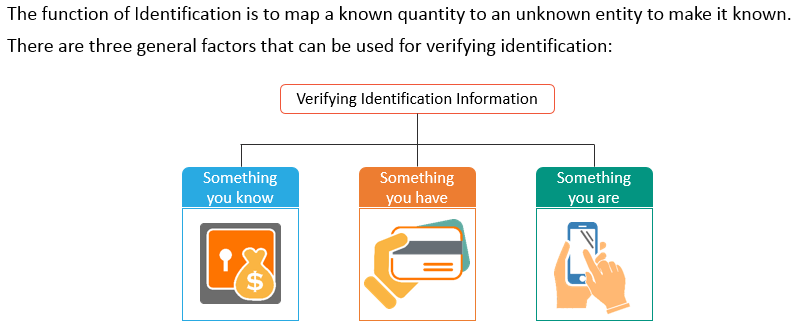 The function of Identification is to map a known quantity to an unknown entity to make it known.
There are three general factors that can be used for verifying identification:
Verifying Identification Information
Something
you know
Something
you have
Something
you are
$